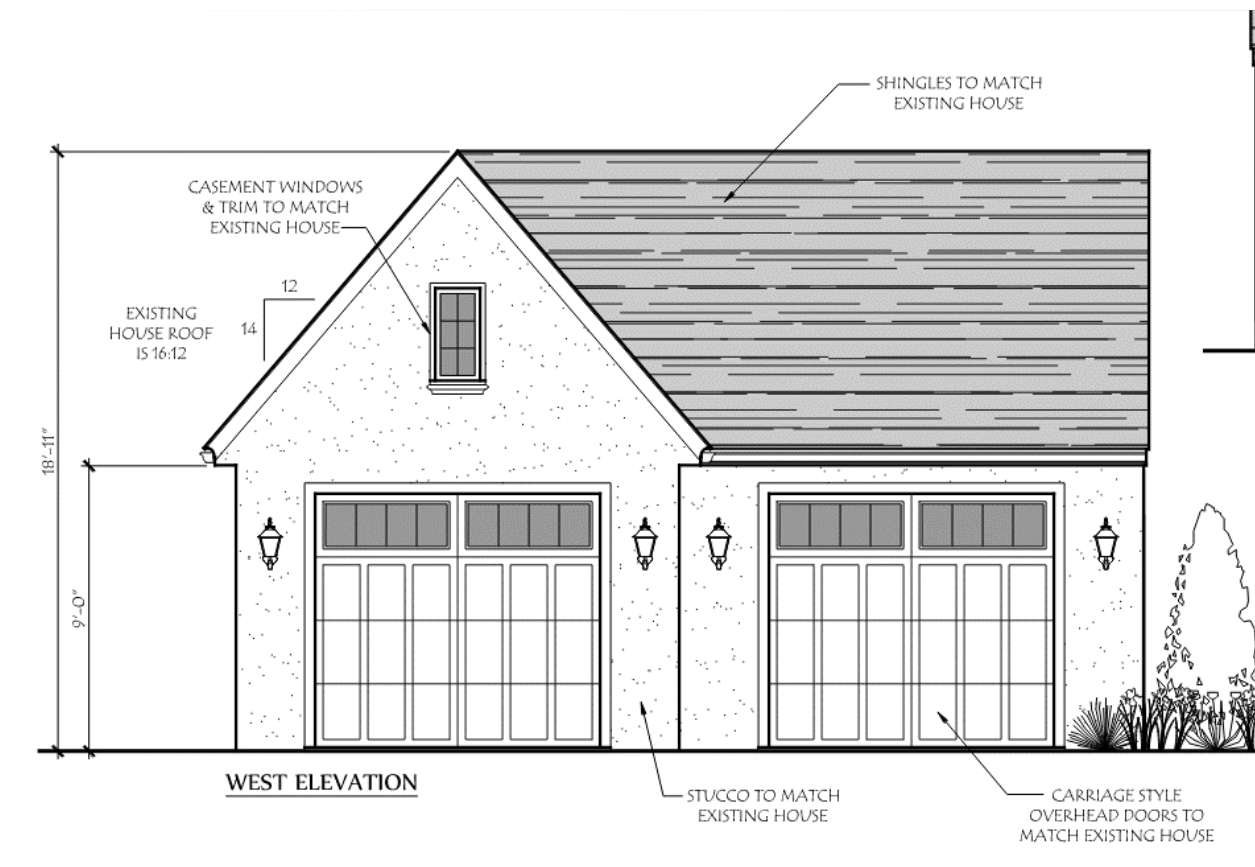 SHINGLES TO MATCH
EXISTING HOUSE
CASEMENT WINDOWS
& TRIM TO MATCH
EXISTING HOUSE
12
14
EXISTING
HOUSE ROOF
IS 16:12
18'-11"
9'-0"
WEST ELEVATION
STUCCO TO MATCH
EXISTING HOUSE
CARRIAGE STYLE
OVERHEAD DOORS TO
MATCH EXISTING HOUSE